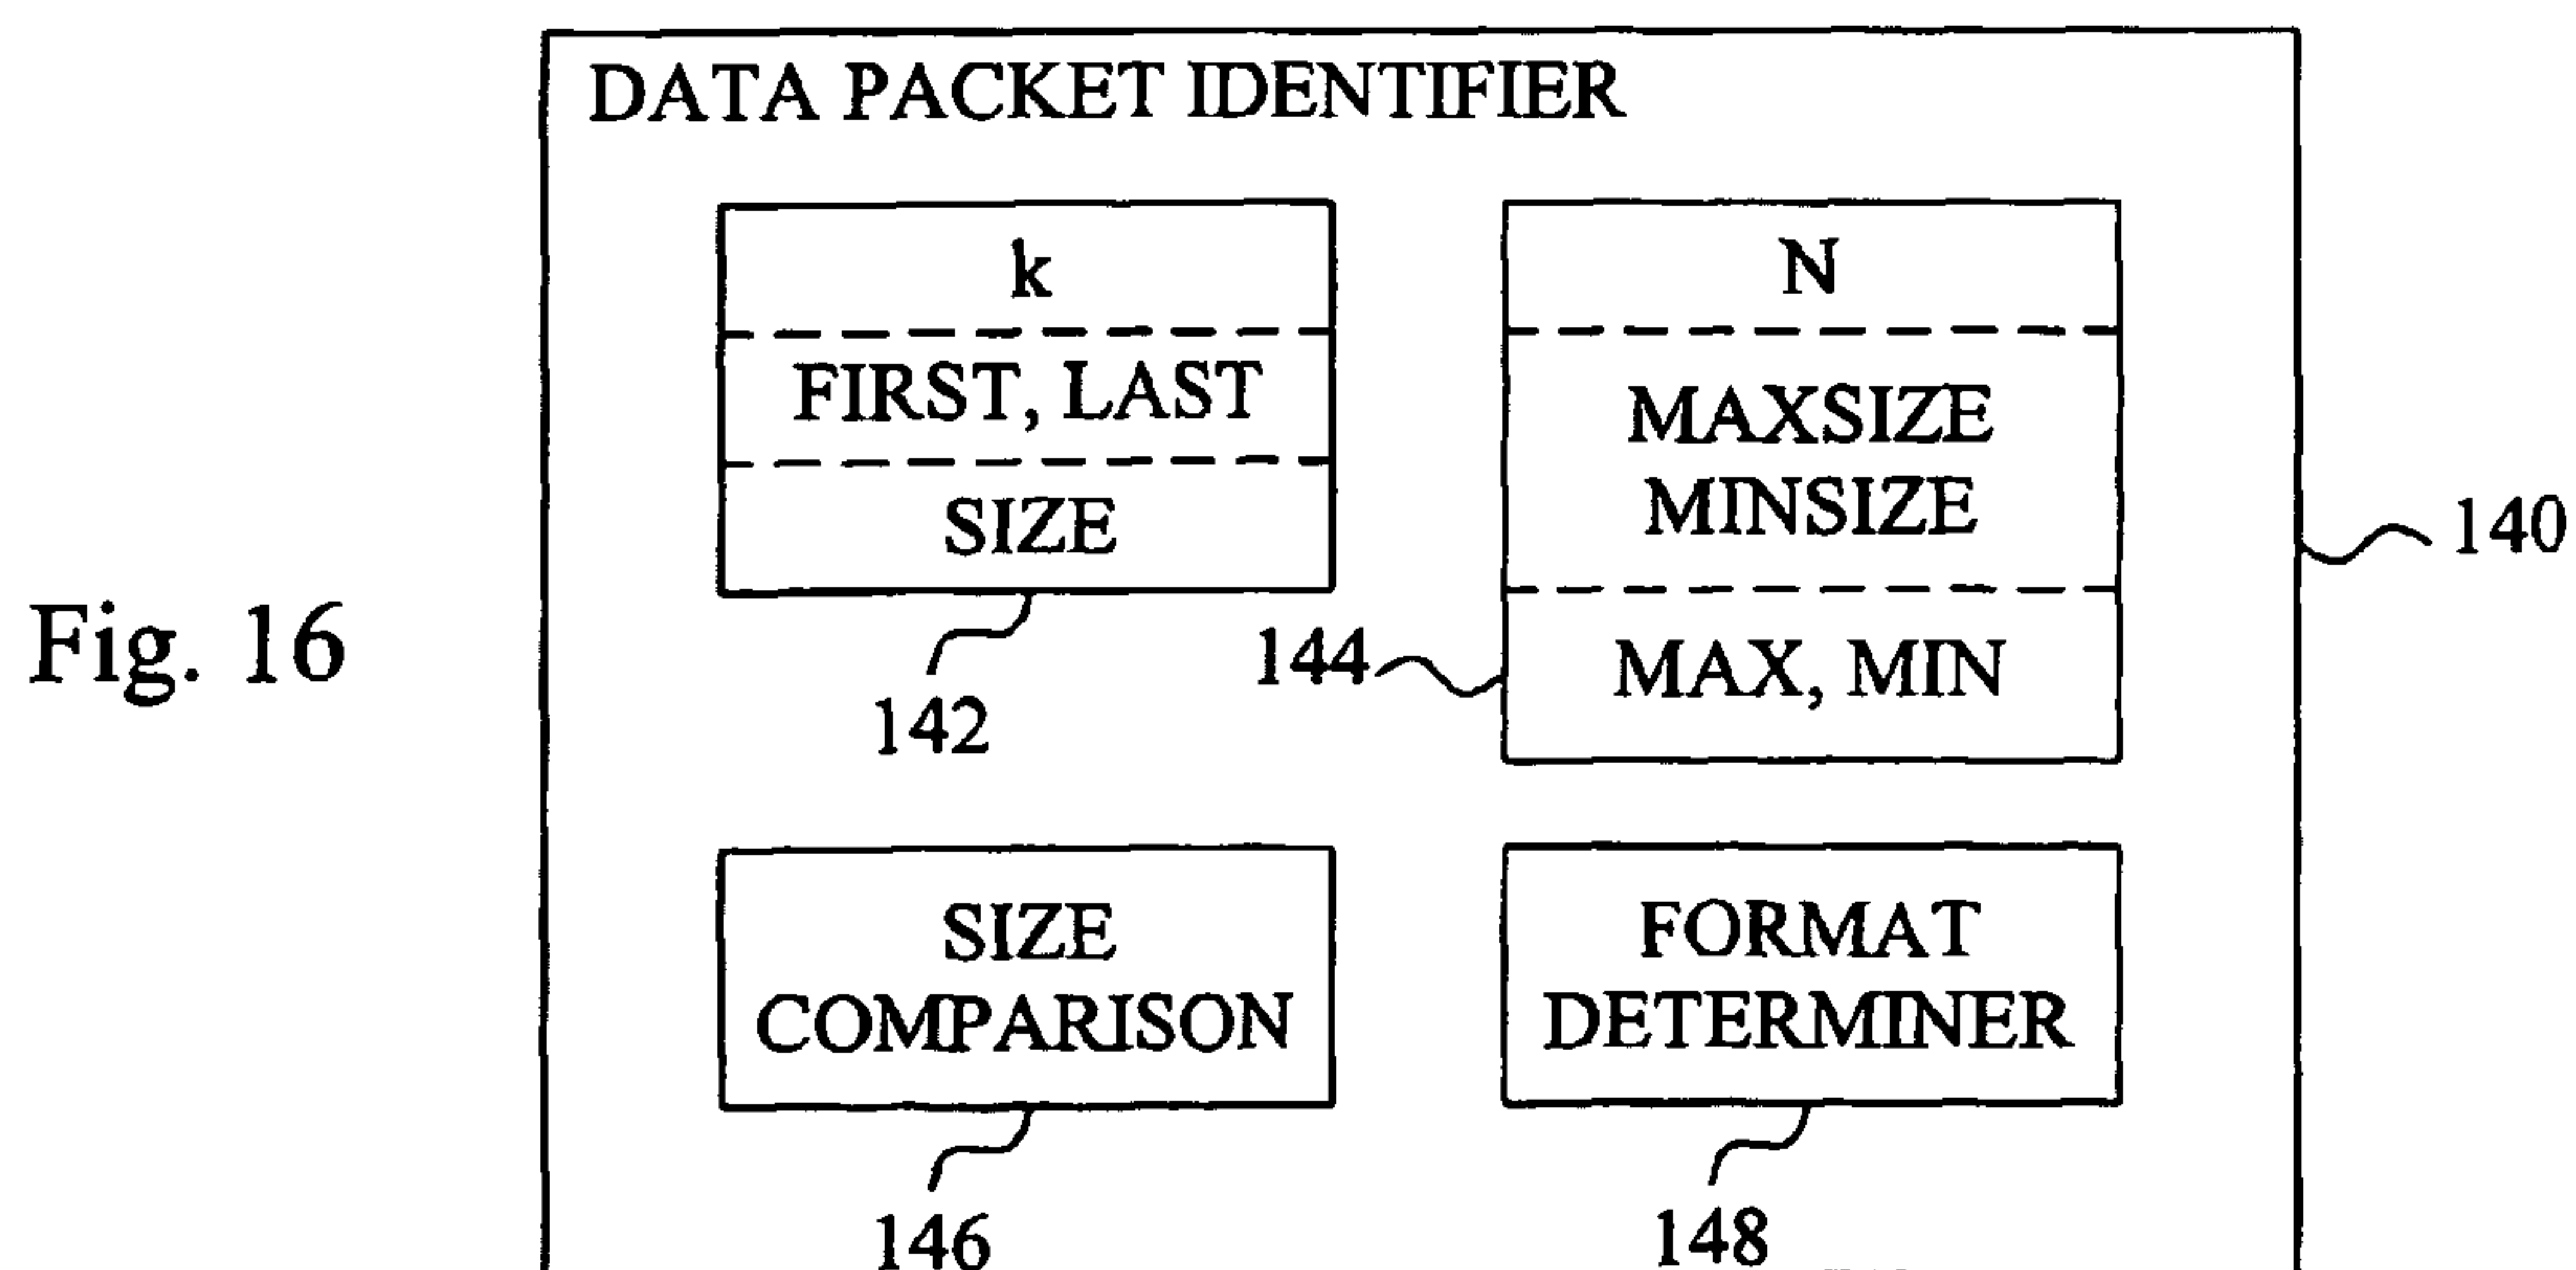 DATA PACKET IDENTIFIER
k
FIRST, LAST
SIZE
142
N
MAXSIZE
MINSIZE
MAX, MIN
144
140
Fig. 16
SIZE
COMPARISON
146
FORMAT
DETERMINER
148